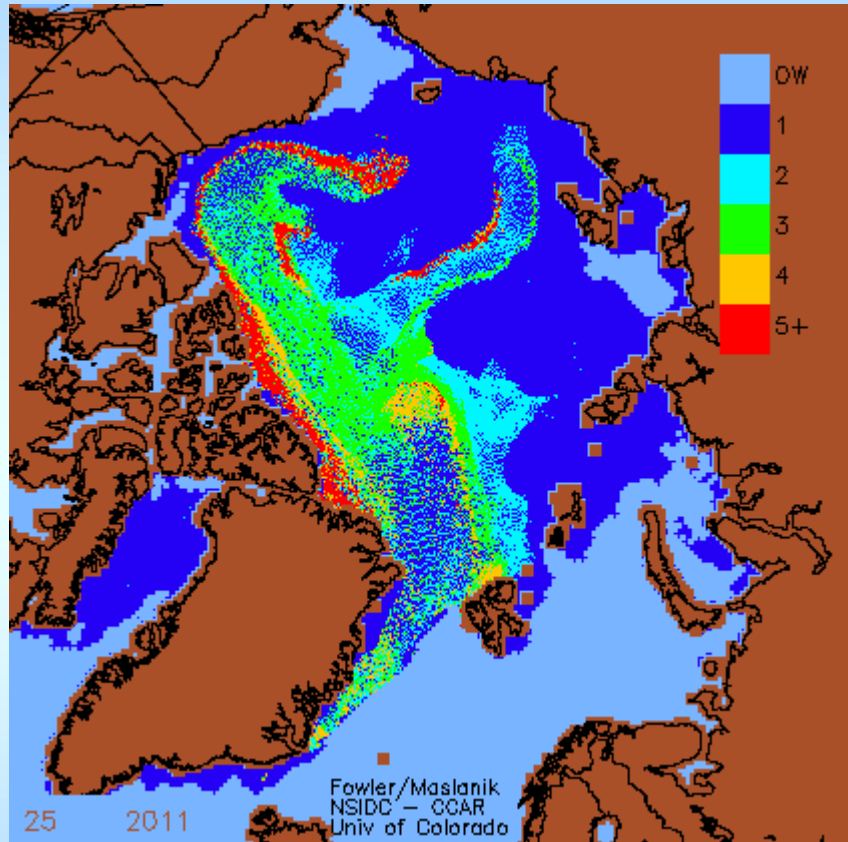 OW
1
2
3
4
5+
Fowler/Maslanik
NSIDC – CCAR
Univ of Colorado
25 2011